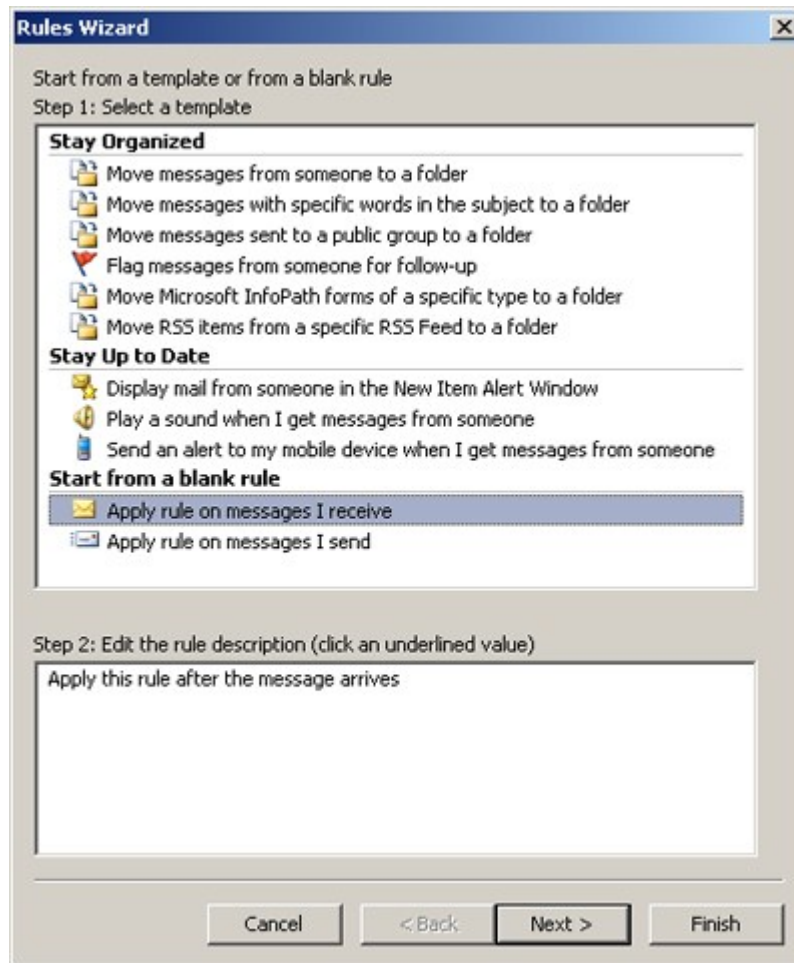 Rules Wizard
Start from a template or from a blank rule
Step 1: Select a template
Stay Organized
Move messages from someone to a folder
Move messages with specific words in the subject to a folder
Move messages sent to a public group to a folder
Flag messages from someone for follow-up
Move Microsoft InfoPath forms of a specific type to a folder
Move RSS items from a specific RSS Feed to a folder
Stay Up to Date
Display mail from someone in the New Item Alert Window
Play a sound when I get messages from someone
Send an alert to my mobile device when I get messages from someone
Start from a blank rule
Apply rule on messages I receive
Apply rule on messages I send
Step 2: Edit the rule description (click an underlined value)
Apply this rule after the message arrives
Cancel < Back Next > Finish